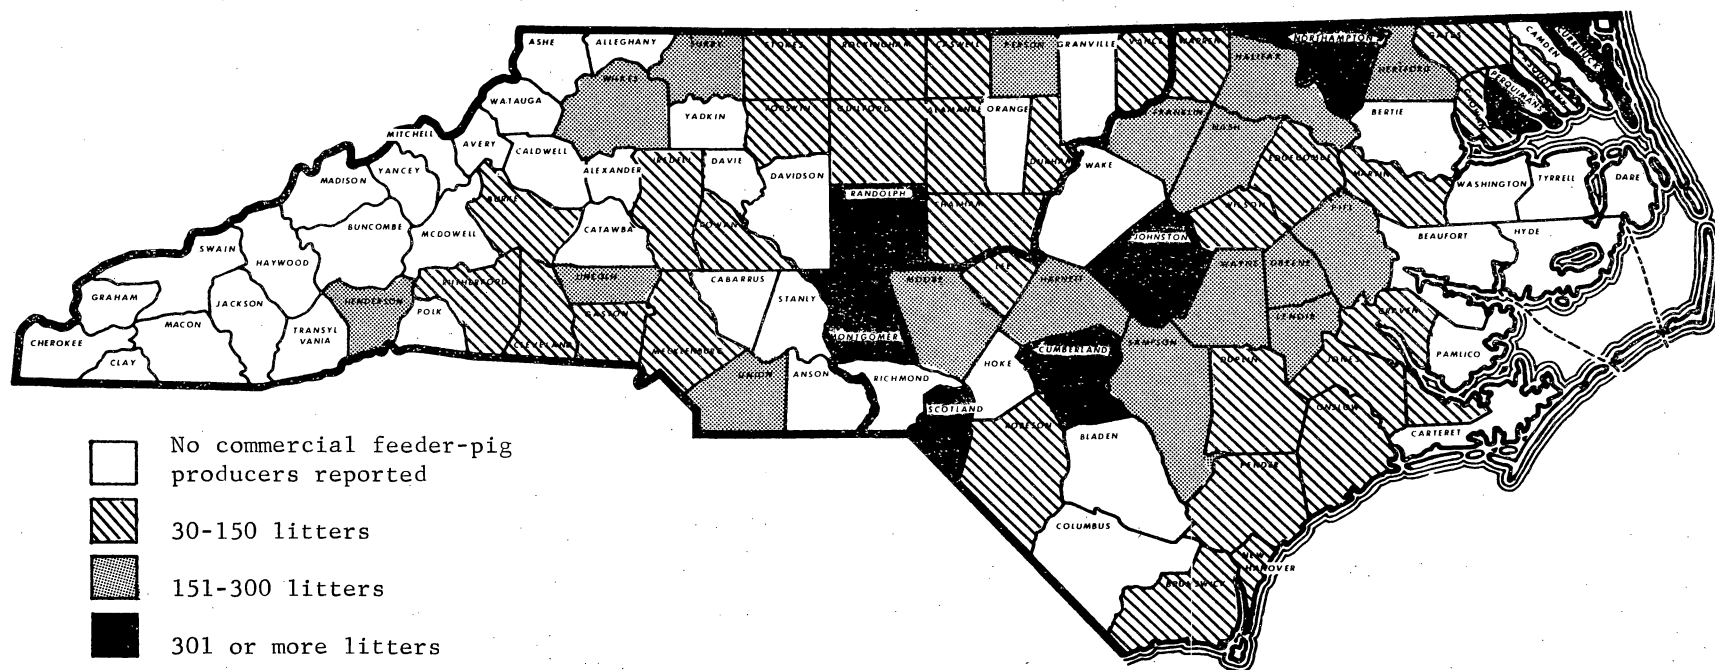 ASHE
ALLEGHANY
SURRY
STOKES
ROCKINGHAM
CASWELL
PERSON
GRANVILLE
VANCE
WARREN
NORTHAMPTON
GATES
CAMDEN
CURRITUCK
HALIFAX
HERTFORD
PERQUIMANS
WILKES
WATAUGA
YADKIN
FORSYTH
GUILFORD
ALAMANCE
ORANGE
FRANKLIN
NASH
BERTIE
MITCHELL
AVERY
CALDWELL
ALEXANDER
IREDELL
DAVIE
DAVIDSON
DURHAM
WAKE
EDGECOMBE
MARTIN
WASHINGTON
TYRRELL
DARE
MADISON
YANCEY
BURKE
RANDOLPH
CHATHAM
WILSON
PITT
BUNCOMBE
MCDOWELL
CATAWBA
ROWAN
JOHNSTON
BEAUFORT
HYDE
SWAIN
HAYWOOD
RUTHERFORD
LINCOLN
CABARRUS
MOORE
LEE
HARNETT
WAYNE
GREENE
GRAHAM
JACKSON
HENDERSON
POLK
GASTON
STANLY
LENOIR
CRAVEN
MACON
TRANSYL
VANIA
CHEROKEE
CLAY
CLEVELAND
MECKLENBURG
MONTGOMER
CUMBERLAND
SAMPSON
DUPLIN
JONES
PAMLICO
UNION
ANSON
RICHMOND
HOKE
SCOTLAND
ONSLOW
ROBESON
BLADEN
CARTERET
PENDER
COLUMBUS
NEW
HANOVER
BRUNSWICK
No commercial feeder-pig
producers reported
30-150 litters
151-300 litters
301 or more litters